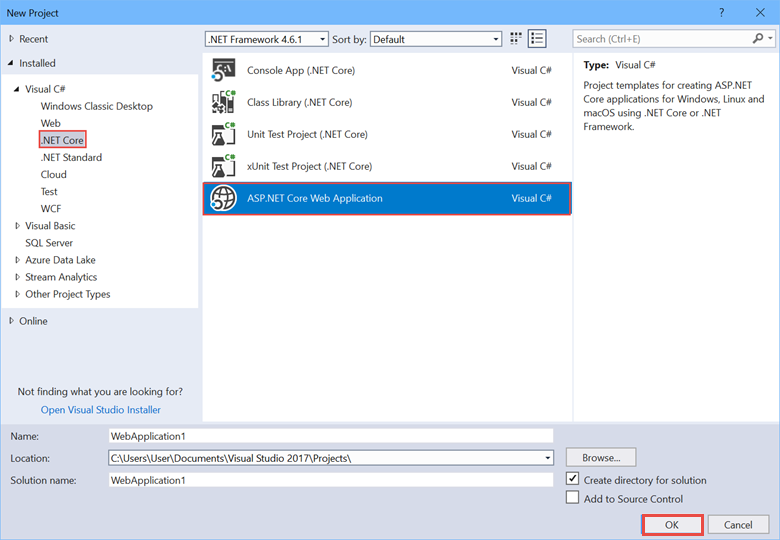 New Project
? 
Recent
Installed
Visual C#
Windows Classic Desktop
Web
.NET Core
.NET Standard
Cloud
Test
WCF
Visual Basic
SQL Server
Azure Data Lake
Stream Analytics
Other Project Types
Online
Not finding what you are looking for?
Open Visual Studio Installer
.NET Framework 4.6.1 Sort by: Default
Console App (.NET Core) Visual C#
Class Library (.NET Core) Visual C#
Unit Test Project (.NET Core) Visual C#
xUnit Test Project (.NET Core) Visual C#
ASP.NET Core Web Application Visual C#
Search (Ctrl+E)
Type: Visual C#
Project templates for creating ASP.NET
Core applications for Windows, Linux and
macOS using .NET Core or .NET
Framework.
Name: WebApplication1
Location: C:\Users\User\Documents\Visual Studio 2017\Projects\ Browse...
Solution name: WebApplication1
Create directory for solution
Add to Source Control
OK Cancel